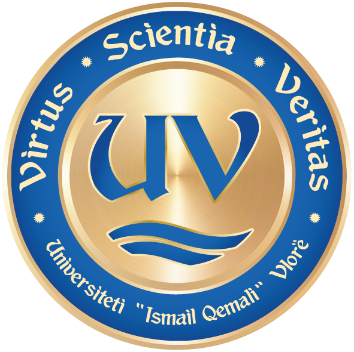 Virtus * Scientia * Veritas
UV
* Universiteti "Ismail Qemali" Vlorë *